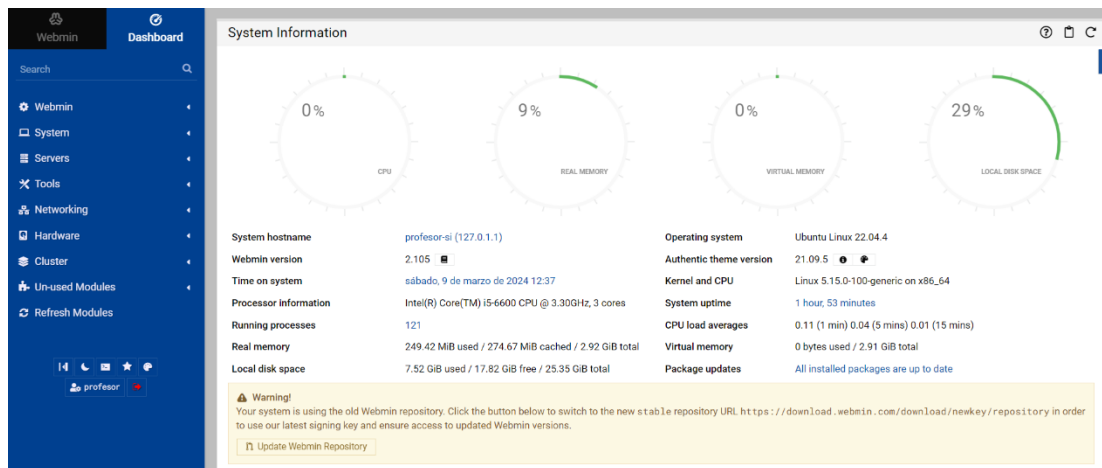 Webmin
Dashboard
Search
Webmin
System
Servers
Tools
Networking
Hardware
Cluster
Un-used Modules
Refresh Modules
profesor
System Information
0%
CPU
9%
REAL MEMORY
0%
VIRTUAL MEMORY
29%
LOCAL DISK SPACE
System hostname profesor-si (127.0.1.1) Operating system Ubuntu Linux 22.04.4
Webmin version 2.105 Authentic theme version 21.09.5
Time on system sábado, 9 de marzo de 2024 12:37 Kernel and CPU Linux 5.15.0-100-generic on x86_64
Processor information Intel(R) Core(TM) i5-6600 CPU @ 3.30GHz, 3 cores System uptime 1 hour, 53 minutes
Running processes 121 CPU load averages 0.11 (1 min) 0.04 (5 mins) 0.01 (15 mins)
Real memory 249.42 MiB used / 274.67 MiB cached / 2.92 GiB total Virtual memory 0 bytes used / 2.91 GiB total
Local disk space 7.52 GiB used / 17.82 GiB free / 25.35 GiB total Package updates All installed packages are up to date
Warning!
Your system is using the old Webmin repository. Click the button below to switch to the new stable repository URL https://download.webmin.com/download/newkey/repository in order
to use our latest signing key and ensure access to updated Webmin versions.
Update Webmin Repository